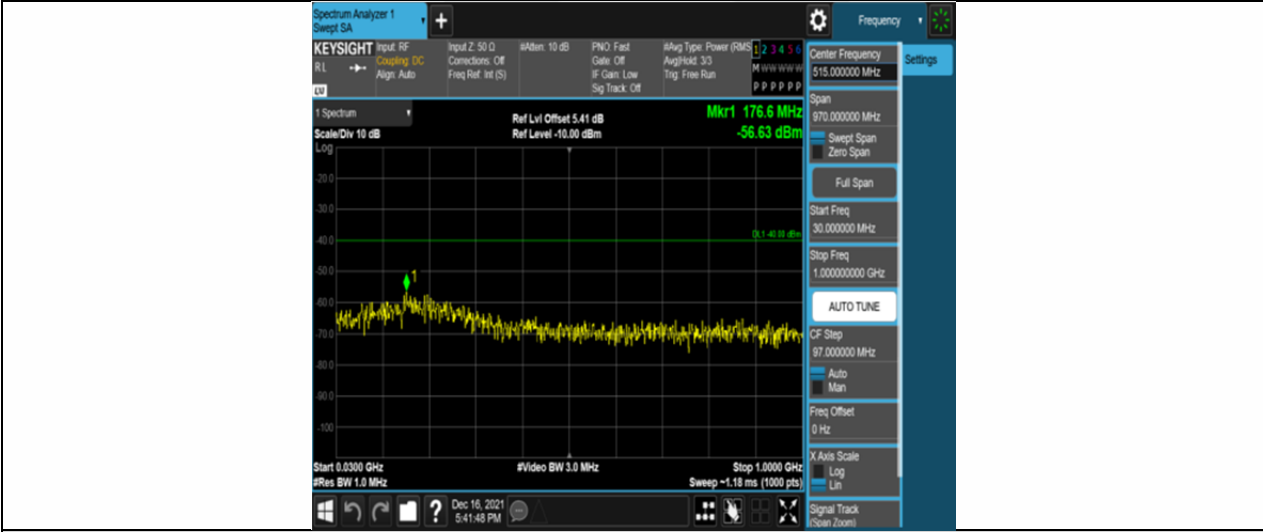 Spectrum Analyzer 1
Swept SA
+
Frequency
KEYSIGHT
RL
Input: RF
Coupling: DC
Align: Auto
Input Z: 50 Ω
Corrections: Off
Freq Ref: Int (S)
#Atten: 10 dB
PNO: Fast
Gate: Off
IF Gain: Low
Sig Track: Off
#Avg Type: Power (RMS
Avg|Hold: 3/3
Trig: Free Run
1 2 3 4 5 6
M W W W W W
P P P P P P
1 Spectrum
Scale/Div 10 dB
Log
Ref Lvl Offset 5.41 dB
Ref Level -10.00 dBm
Mkr1 176.6 MHz
-56.63 dBm
-20.0
-30.0
-40.0
-50.0
-60.0
-70.0
-80.0
-90.0
-100
DL1 -40.00 dBm
1
Start 0.0300 GHz
#Res BW 1.0 MHz
#Video BW 3.0 MHz
Stop 1.0000 GHz
Sweep ~1.18 ms (1000 pts)
?
Dec 16, 2021
5:41:48 PM
Center Frequency
515.000000 MHz
Settings
Span
970.000000 MHz
Swept Span
Zero Span
Full Span
Start Freq
30.000000 MHz
Stop Freq
1.000000000 GHz
AUTO TUNE
CF Step
97.000000 MHz
Auto
Man
Freq Offset
0 Hz
X Axis Scale
Log
Lin
Signal Track
(Span Zoom)